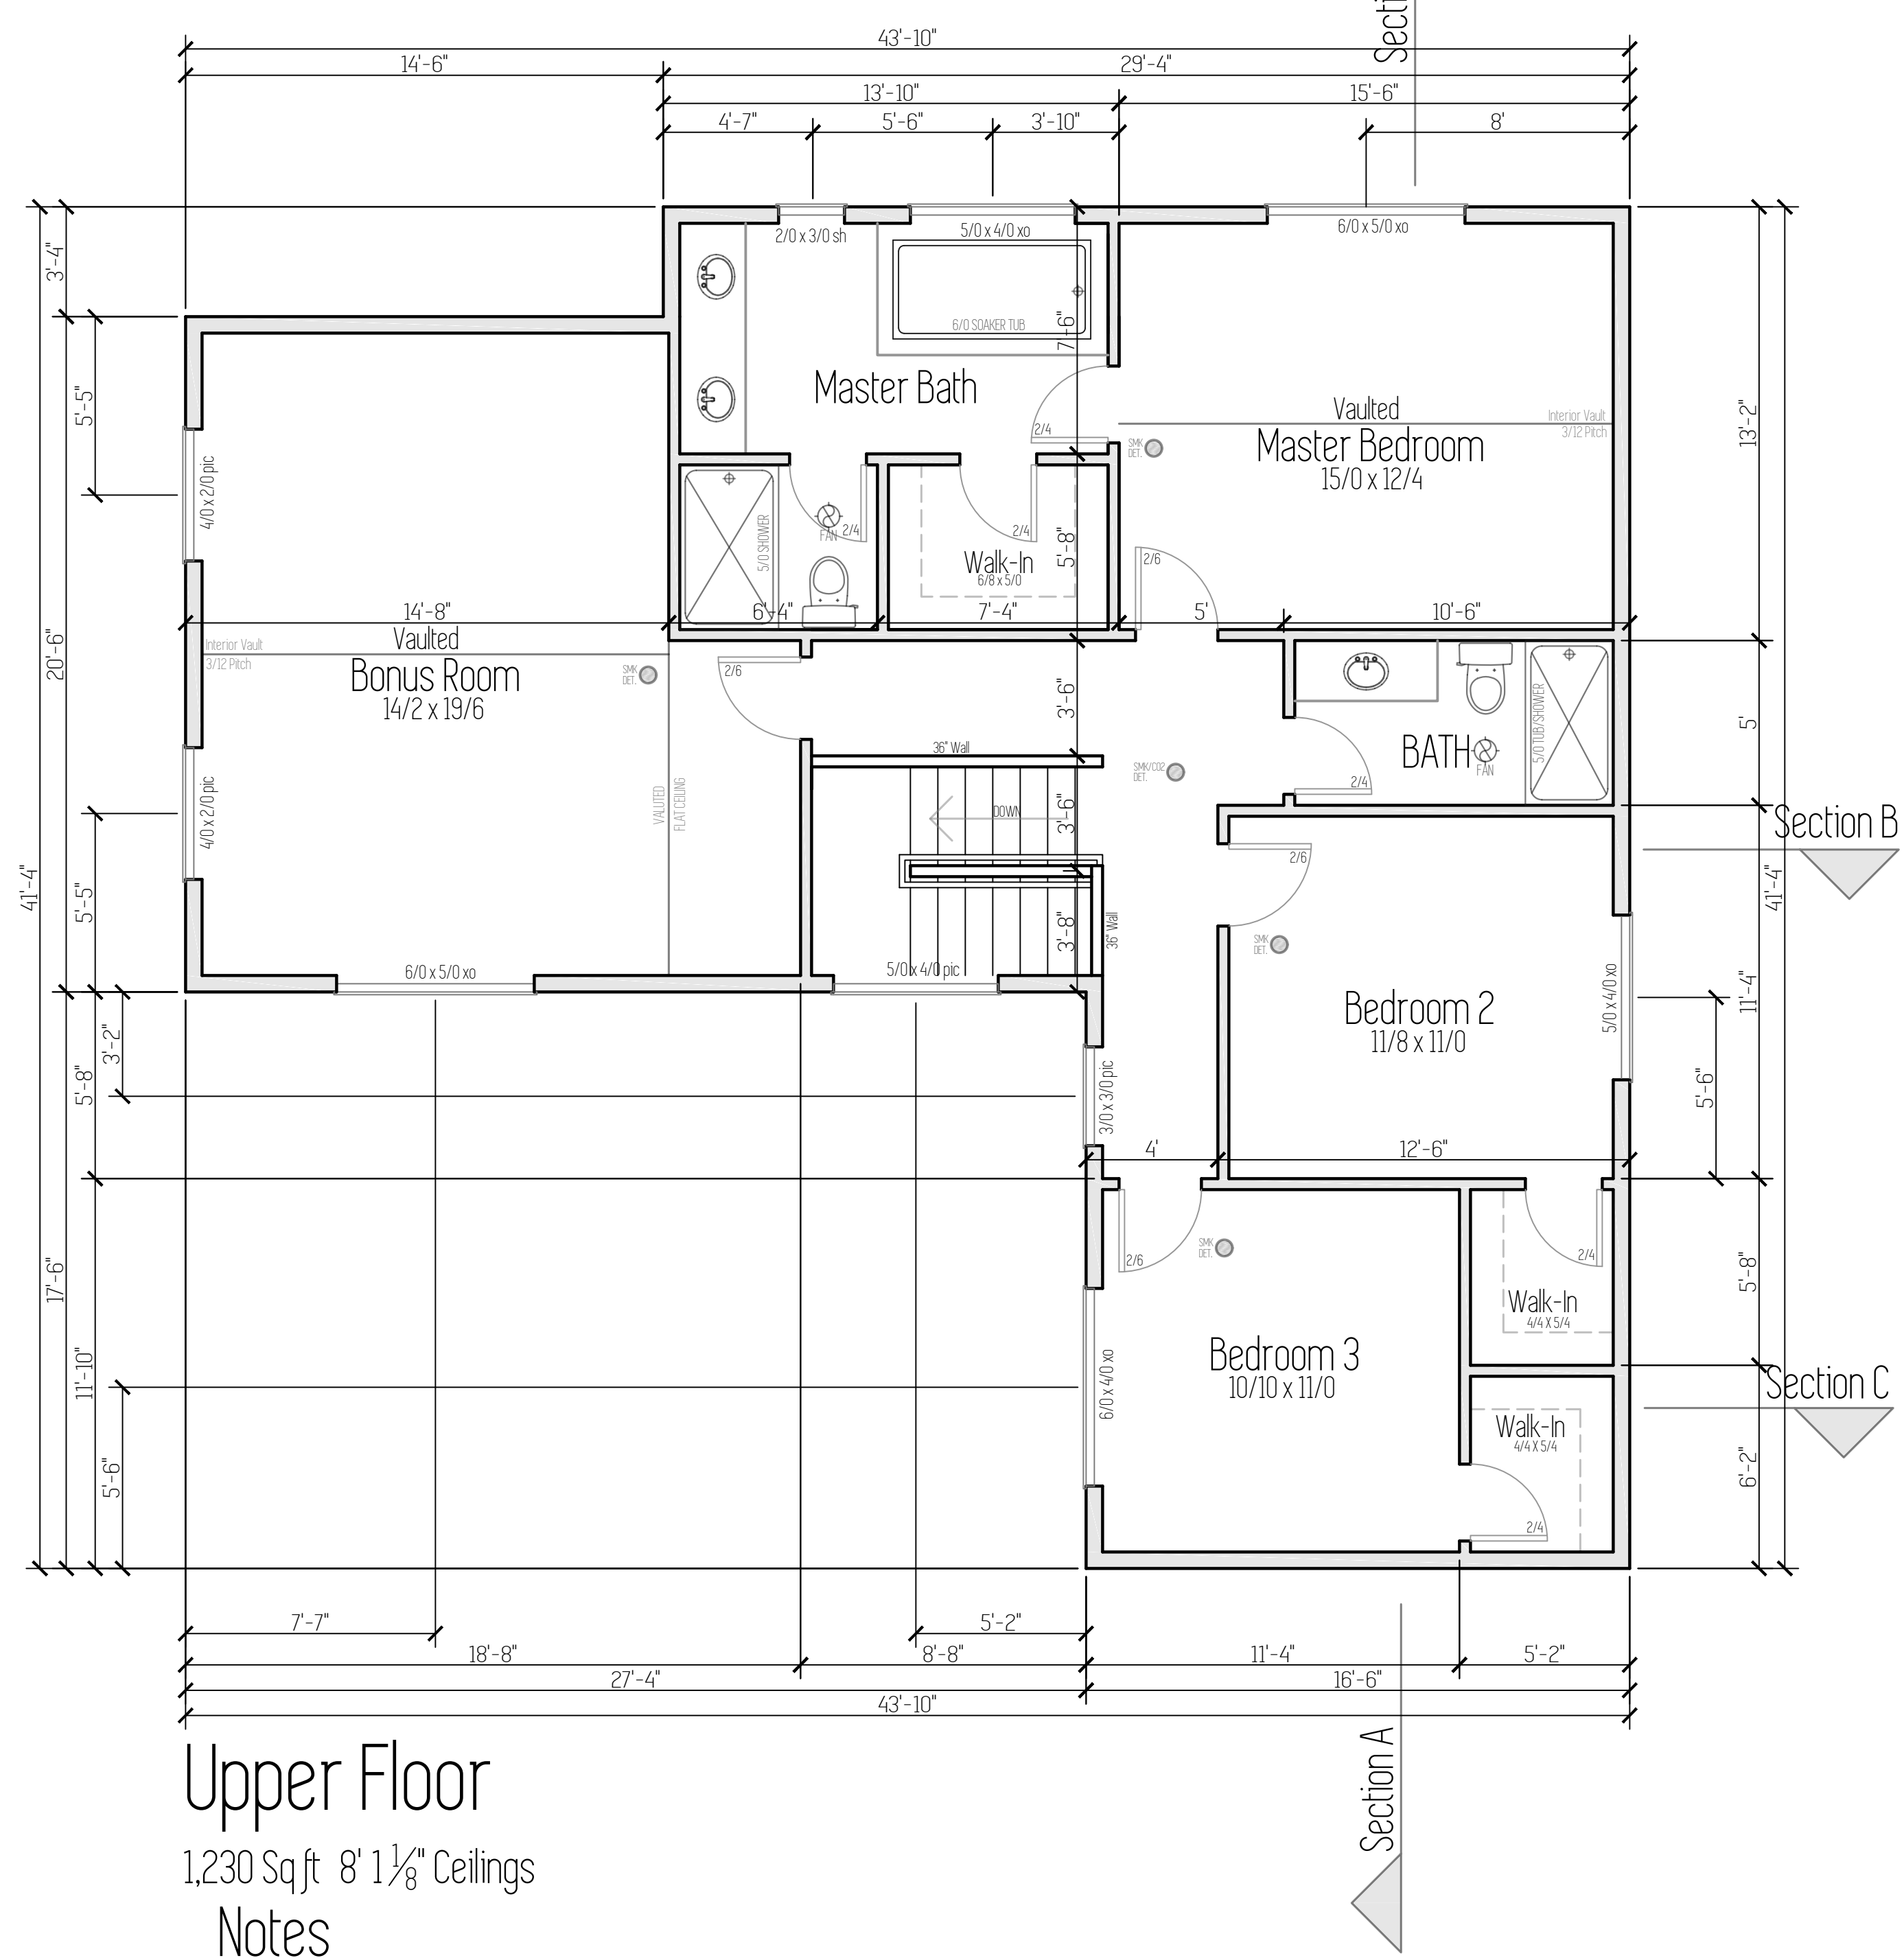 Secti
43'-10"
14'-6"
29'-4"
13'-10"
15'-6"
4'-7"
5'-6"
3'-10"
8'
3'-4"
5'-5"
20'-6"
41'-4"
5'-5"
3'-2"
5'-8"
17'-6"
11'-10"
5'-6"
2/0 x 3/0 sh
5/0 x 4/0 xo
6/0 x 5/0 xo
6/0 SOAKER TUB
7'-6"
Master Bath
2/4
SMK
DET.
Vaulted
Interior Vault
3/12 Pitch
Master Bedroom
15/0 x 12/4
13'-2"
4/0 x 2/0 pic
5/0 SHOWER
FAN
2/4
2/4
Walk-In
6/8 x 5/0
5'-8"
2/6
14'-8"
6'-4"
7'-4"
5'
10'-6"
Vaulted
Interior Vault
3/12 Pitch
Bonus Room
14/2 x 19/6
SMK
DET.
2/6
3'-6"
36" Wall
SMK/CO2
DET.
BATH
FAN
5/0 TUB/SHOWER
2/4
5'
4/0 x 2/0 pic
VALUTED
FLAT CEILING
DOWN
3'-6"
2/6
Section B
41'-4"
3'-8"
36" Wall
SMK
DET.
6/0 x 5/0 xo
5/0 x 4/0 pic
Bedroom 2
11/8 x 11/0
5/0 x 4/0 xo
11'-4"
5'-6"
3/0 x 3/0 pic
4'
12'-6"
2/6
SMK
DET.
2/4
Walk-In
4/4 X 5/4
5'-8"
Bedroom 3
10/10 x 11/0
6/0 x 4/0 xo
Section C
Walk-In
4/4 X 5/4
2/4
6'-2"
7'-7"
5'-2"
18'-8"
8'-8"
11'-4"
5'-2"
27'-4"
16'-6"
43'-10"
Section A
Upper Floor
1,230 Sq ft 8' 1 1/8" Ceilings
Notes